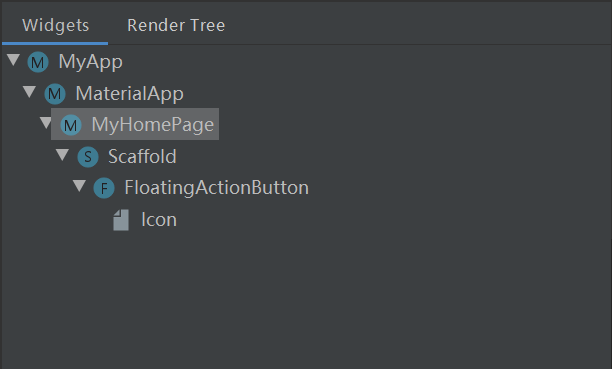 Widgets Render Tree
M MyApp
M MaterialApp
M MyHomePage
S Scaffold
F FloatingActionButton
Icon